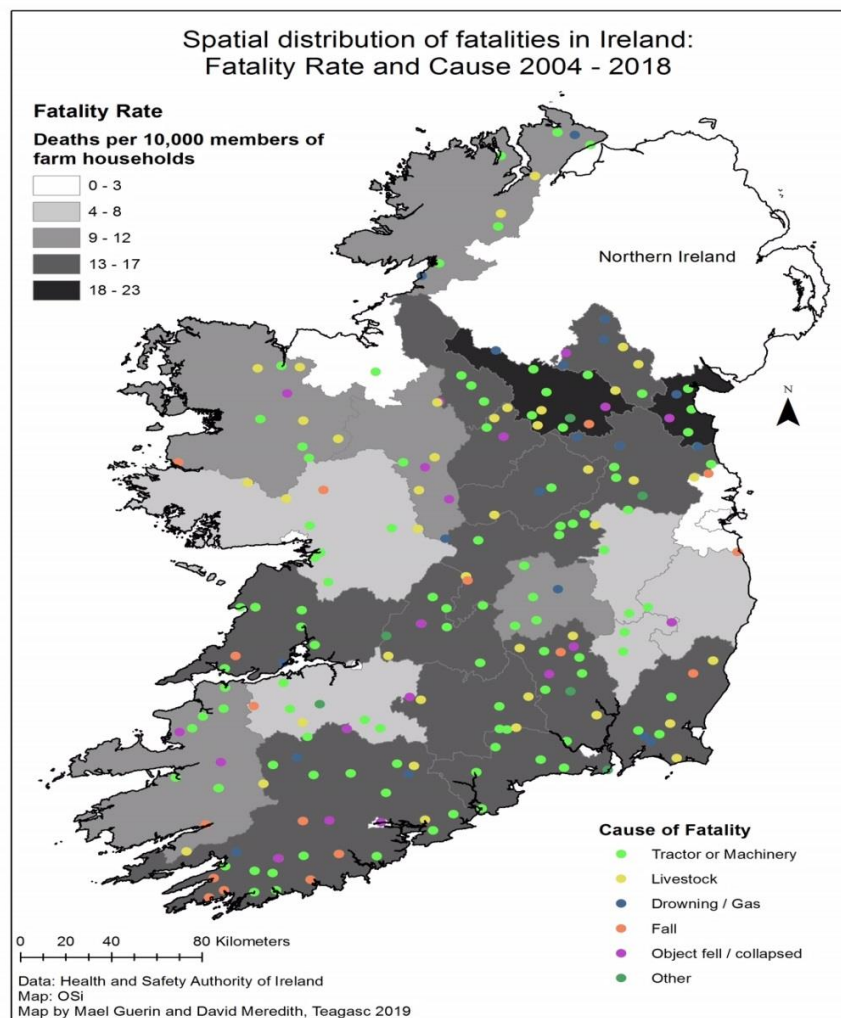 Spatial distribution of fatalities in Ireland:
Fatality Rate and Cause 2004 - 2018
Fatality Rate
Deaths per 10,000 members of
farm households
0 - 3
4 - 8
9 - 12
13 - 17
18 - 23
Northern Ireland
N
Cause of Fatality
Tractor or Machinery
Livestock
Drowning / Gas
Fall
Object fell / collapsed
Other
0 20 40 80 Kilometers
Data: Health and Safety Authority of Ireland
Map: OSi
Map by Mael Guerin and David Meredith, Teagasc 2019